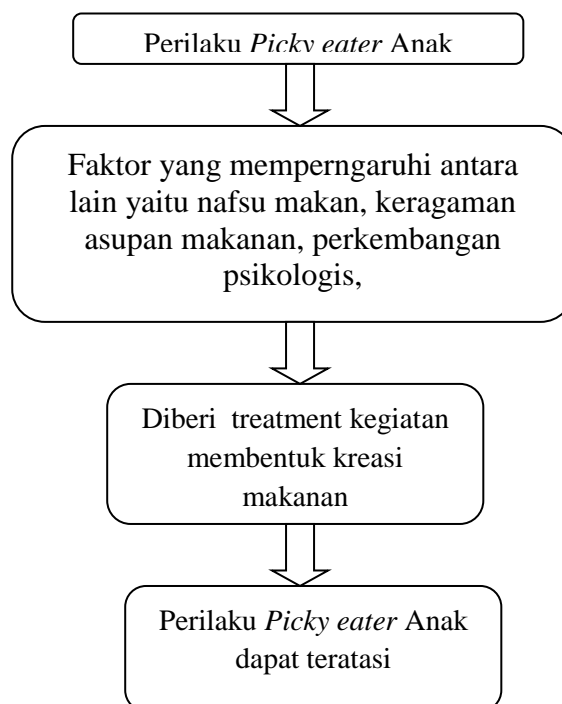 Perilaku Picky eater Anak
Faktor yang memperngaruhi antara
lain yaitu nafsu makan, keragaman
asupan makanan, perkembangan
psikologis,
Diberi treatment kegiatan
membentuk kreasi
makanan
Perilaku Picky eater Anak
dapat teratasi